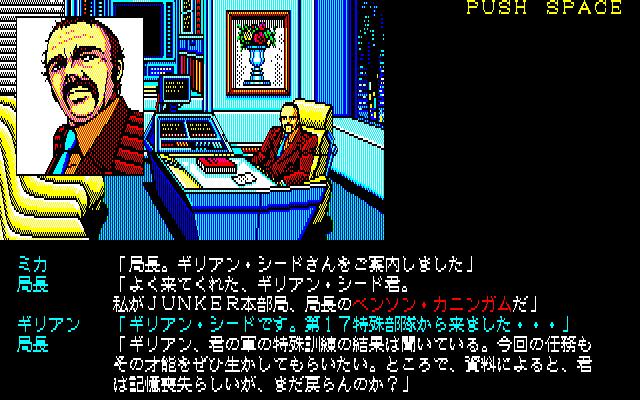 PUSH SPACE
ミカ 「局長。ギリアン・シードさんをご案内しました」
局長 「よく来てくれた、ギリアン・シード君。
私がJUNKER本部局、局長のベンソン・カニンガムだ」
ギリアン 「ギリアン・シードです。第17特殊部隊から来ました・・・」
局長 「ギリアン、君の軍の特殊訓練の結果は聞いている。今回の任務も
その才能をぜひ生かしてもらいたい。ところで、資料によると、君
は記憶喪失らしいが、まだ戻らんのか?」